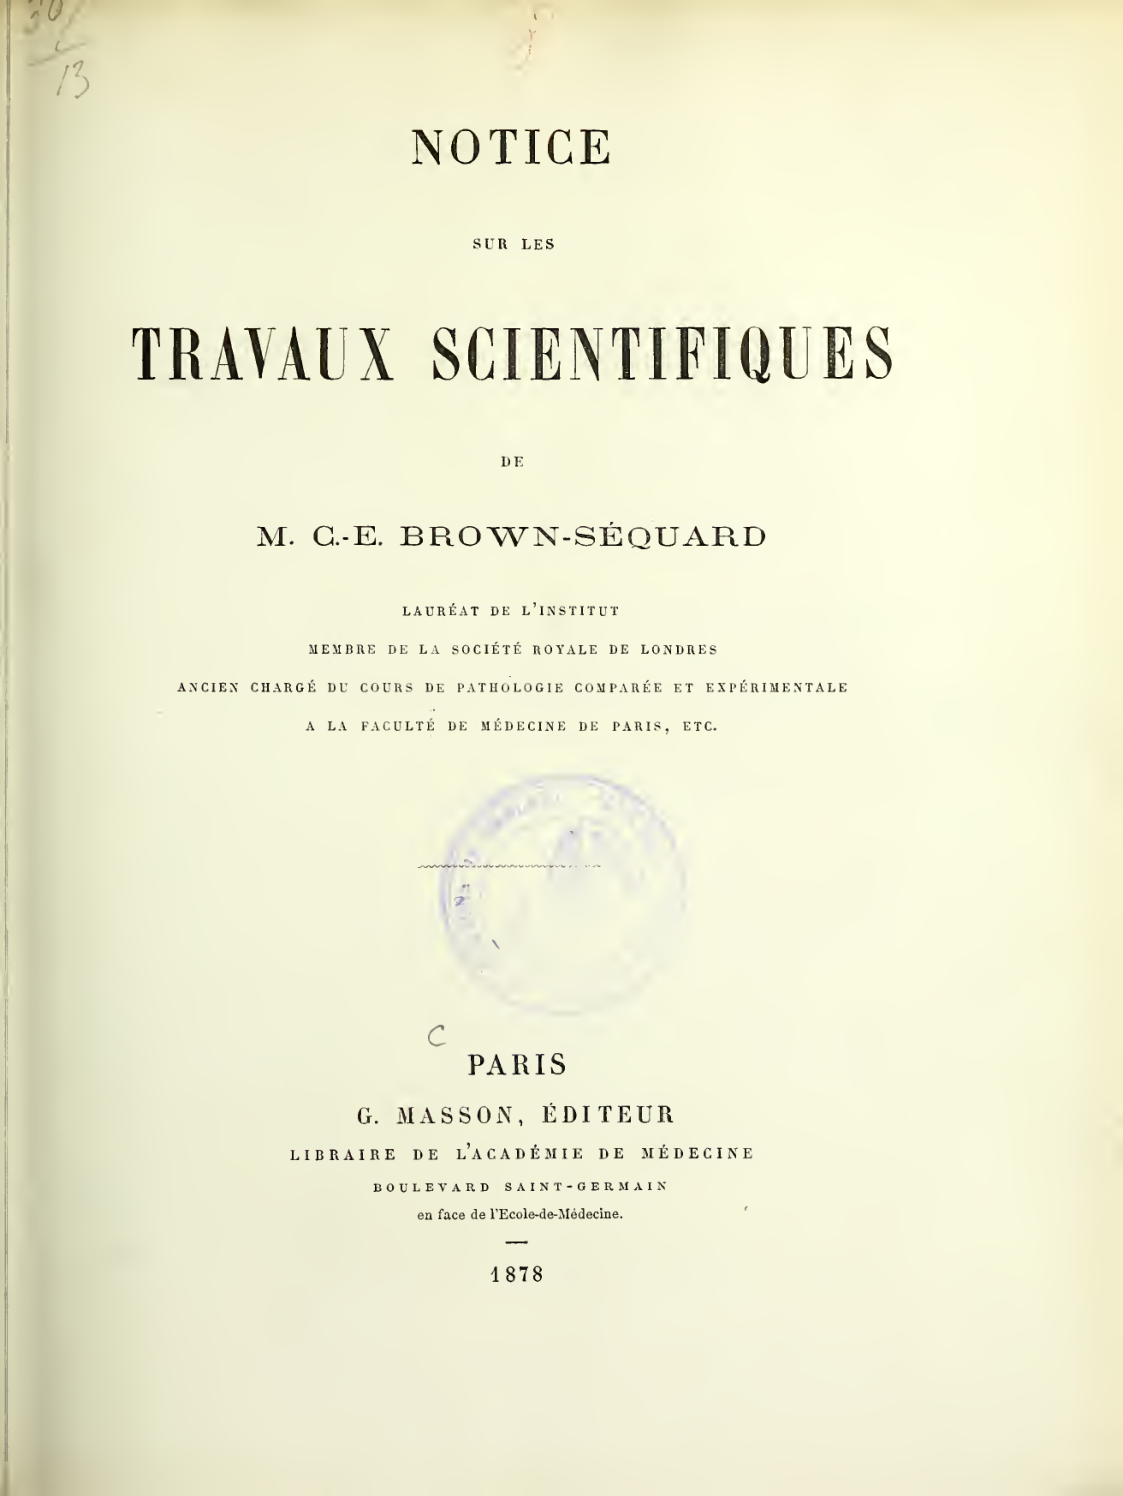 13
NOTICE
SUR LES
TRAVAUX SCIENTIFIQUES
DE
M. C.-E. BROWN-SÉQUARD
LAURÉAT DE L'INSTITUT
MEMBRE DE LA SOCIÉTÉ ROYALE DE LONDRES
ANCIEN CHARGÉ DU COURS DE PATHOLOGIE COMPARÉE ET EXPÉRIMENTALE
A LA FACULTÉ DE MÉDECINE DE PARIS, ETC.
C
PARIS
G. MASSON, ÉDITEUR
LIBRAIRE DE L'ACADÉMIE DE MÉDECINE
BOULEVARD SAINT-GERMAIN
en face de l'Ecole-de-Médecine.
1878